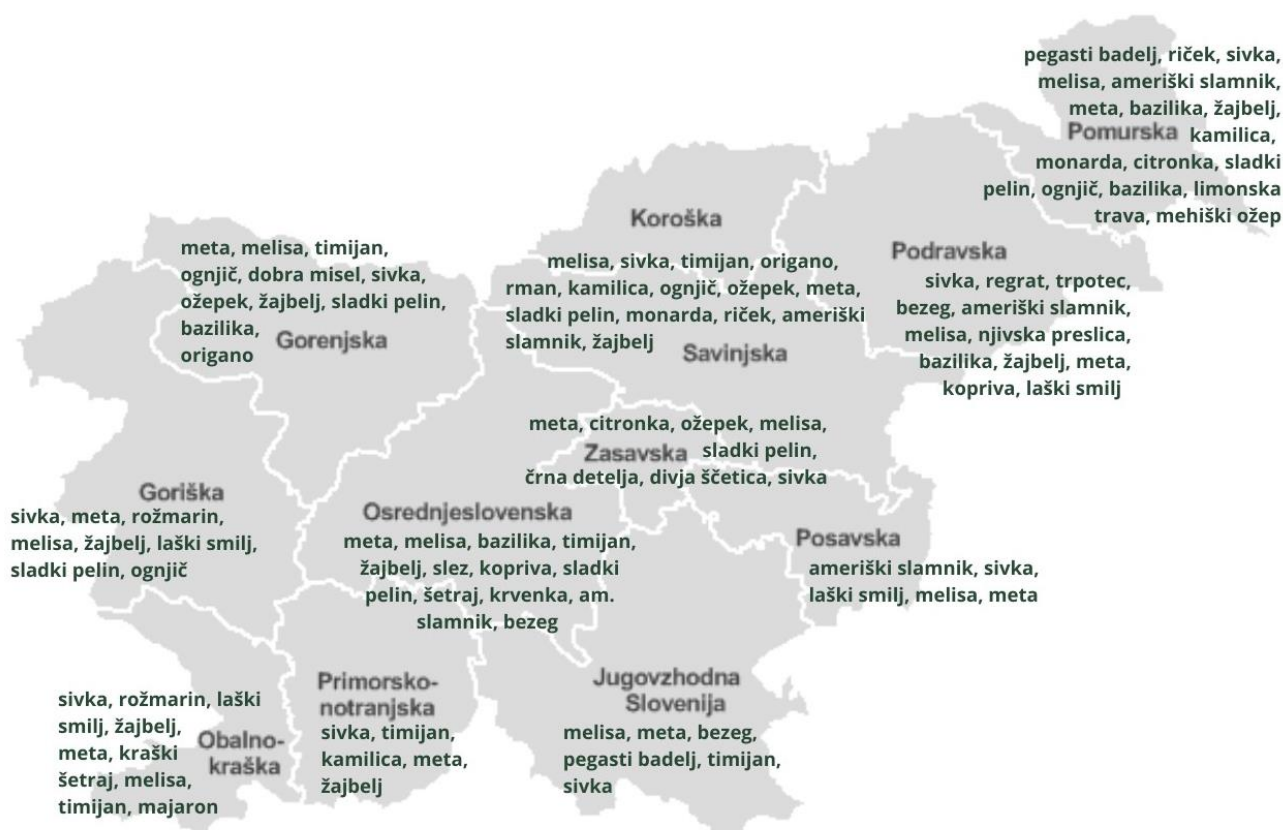 pegasti badelj, riček, sivka,
melisa, ameriški slamnik,
meta, bazilika, žajbelj,
Pomurska kamilica,
monarda, citronka, sladki
pelin, ognjič, bazilika, limonska
trava, mehiški ožep
Koroška
Podravska
sivka, regrat, trpotec,
bezeg, ameriški slamnik,
melisa, njivska preslica,
bazilika, žajbelj, meta,
kopriva, laški smilj
meta, melisa, timijan,
ognjič, dobra misel, sivka,
ožepek, žajbelj, sladki pelin,
bazilika,
origano
Gorenjska
melisa, sivka, timijan, origano,
rman, kamilica, ognjič, ožepek, meta,
sladki pelin, monarda, riček, ameriški
slamnik, žajbelj
Savinjska
meta, citronka, ožepek, melisa,
Zasavska sladki pelin,
črna detelja, divja ščetica, sivka
Goriška
sivka, meta, rožmarin,
melisa, žajbelj, laški smilj,
sladki pelin, ognjič
Osrednjeslovenska
meta, melisa, bazilika, timijan,
žajbelj, slez, kopriva, sladki
pelin, šetraj, krvenka, am.
slamnik, bezeg
Posavska
ameriški slamnik, sivka,
laški smilj, melisa, meta
sivka, rožmarin, laški
smilj, žajbelj,
meta, kraški
šetraj, melisa,
timijan, majaron
Obalno-
kraška
Primorsko-
notranjska
sivka, timijan,
kamilica, meta,
žajbelj
Jugovzhodna
Slovenija
melisa, meta, bezeg,
pegasti badelj, timijan,
sivka